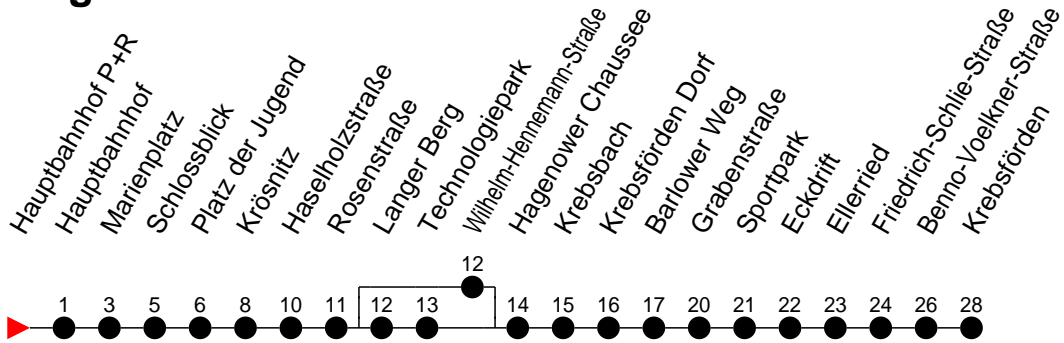 Hauptbahnhof P+R
Hauptbahnhof
Marienplatz
Schlossblick
Platz der Jugend
Krösnitz
Haselholzstraße
Rosenstraße
Langer Berg
Technologiepark
Wilhelm-Hennemann-Straße
Hagenower Chaussee
Krebsbach
Krebsförden Dorf
Barlower Weg
Grabenstraße
Sportpark
Eckdrift
Ellerried
Friedrich-Schlie-Straße
Benno-Voelkner-Straße
Krebsförden
12
1 3 5 6 8 10 11 12 13 14 15 16 17 20 21 22 23 24 26 28